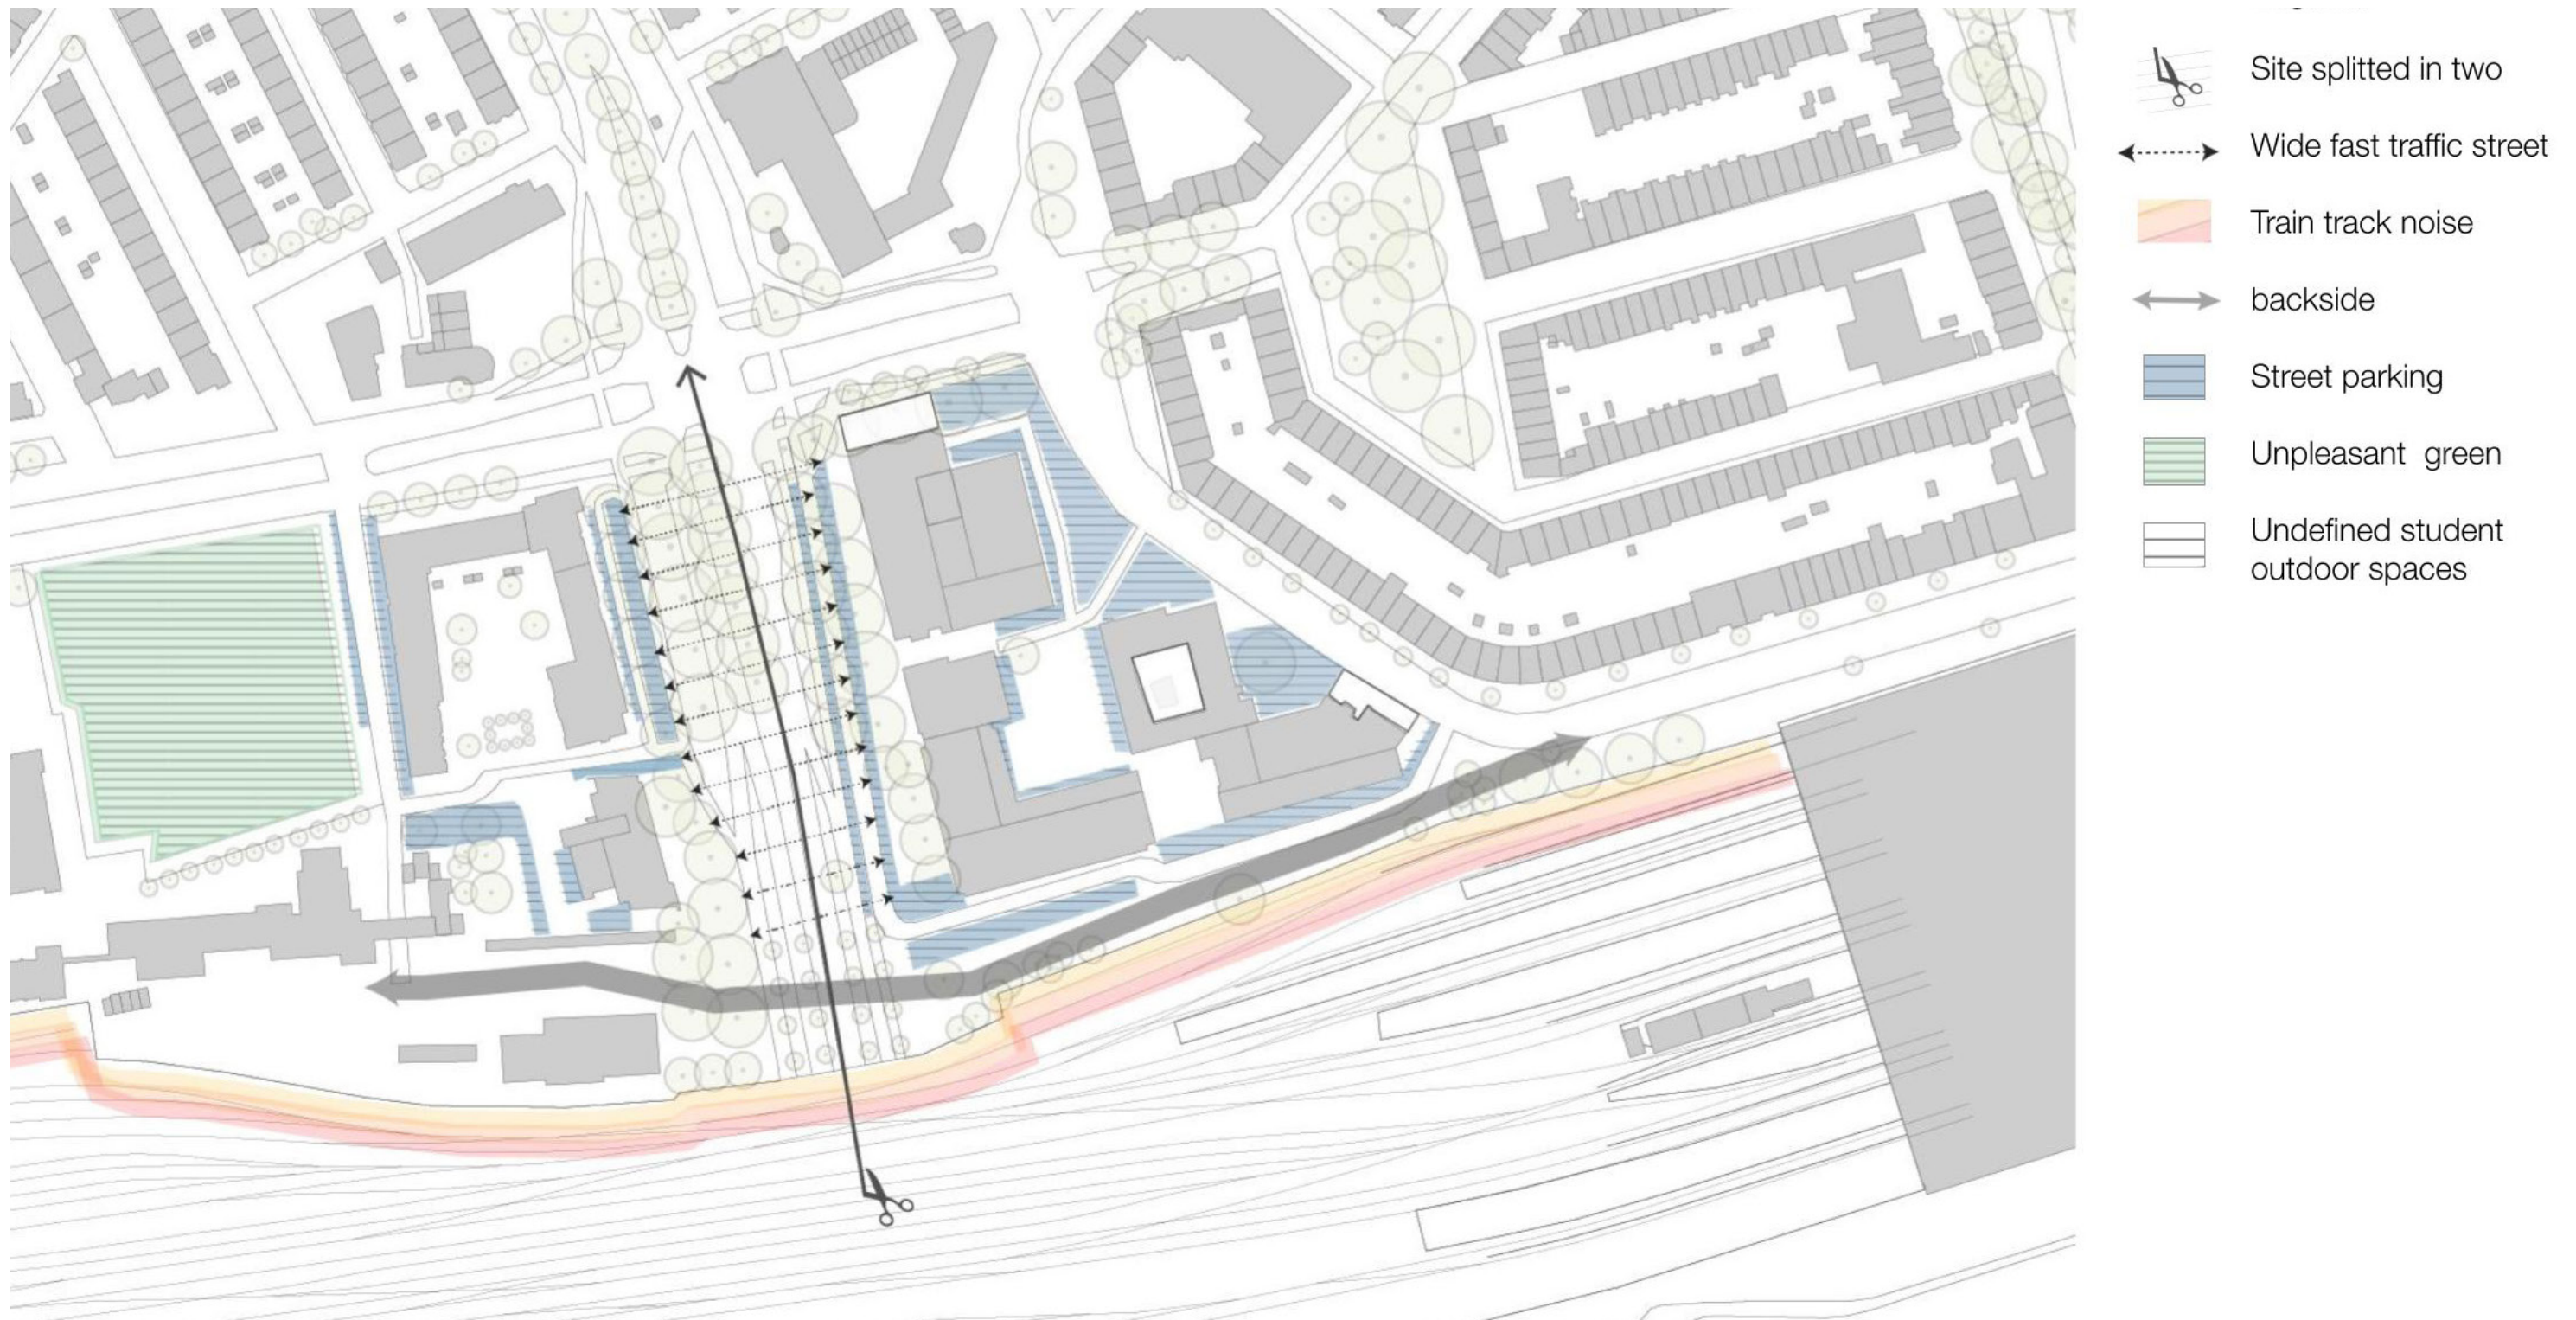 Site splitted in two
Wide fast traffic street
Train track noise
backside
Street parking
Unpleasant green
Undefined student
outdoor spaces